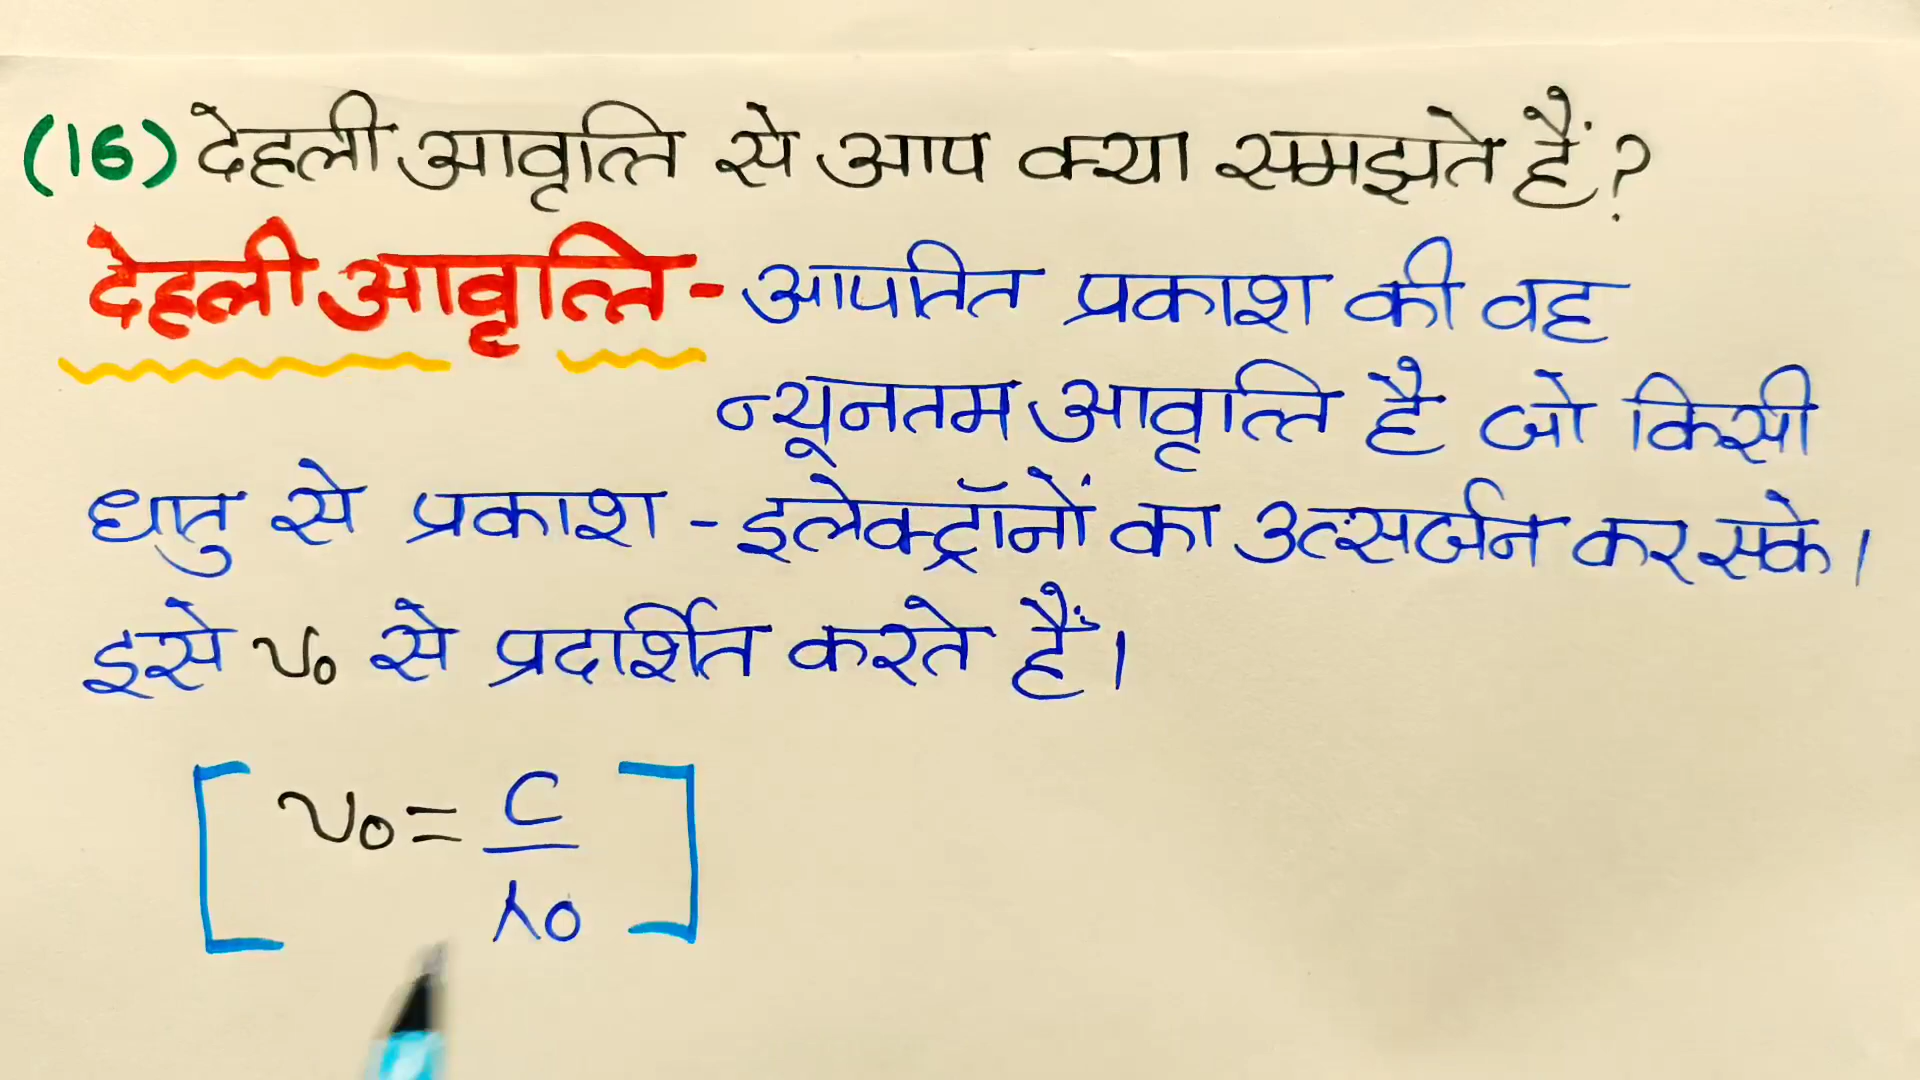 (16) देहली आवृत्ति से आप क्या समझते हैं?
देहली आवृत्ति - आपतित प्रकाश की वह
न्यूनतम आवृत्ति है जो किसी
धातु से प्रकाश - इलेक्ट्रॉनों का उत्सर्जन कर सके।
इसे ν₀ से प्रदर्शित करते हैं।
[ ν₀ = C / λ₀ ]